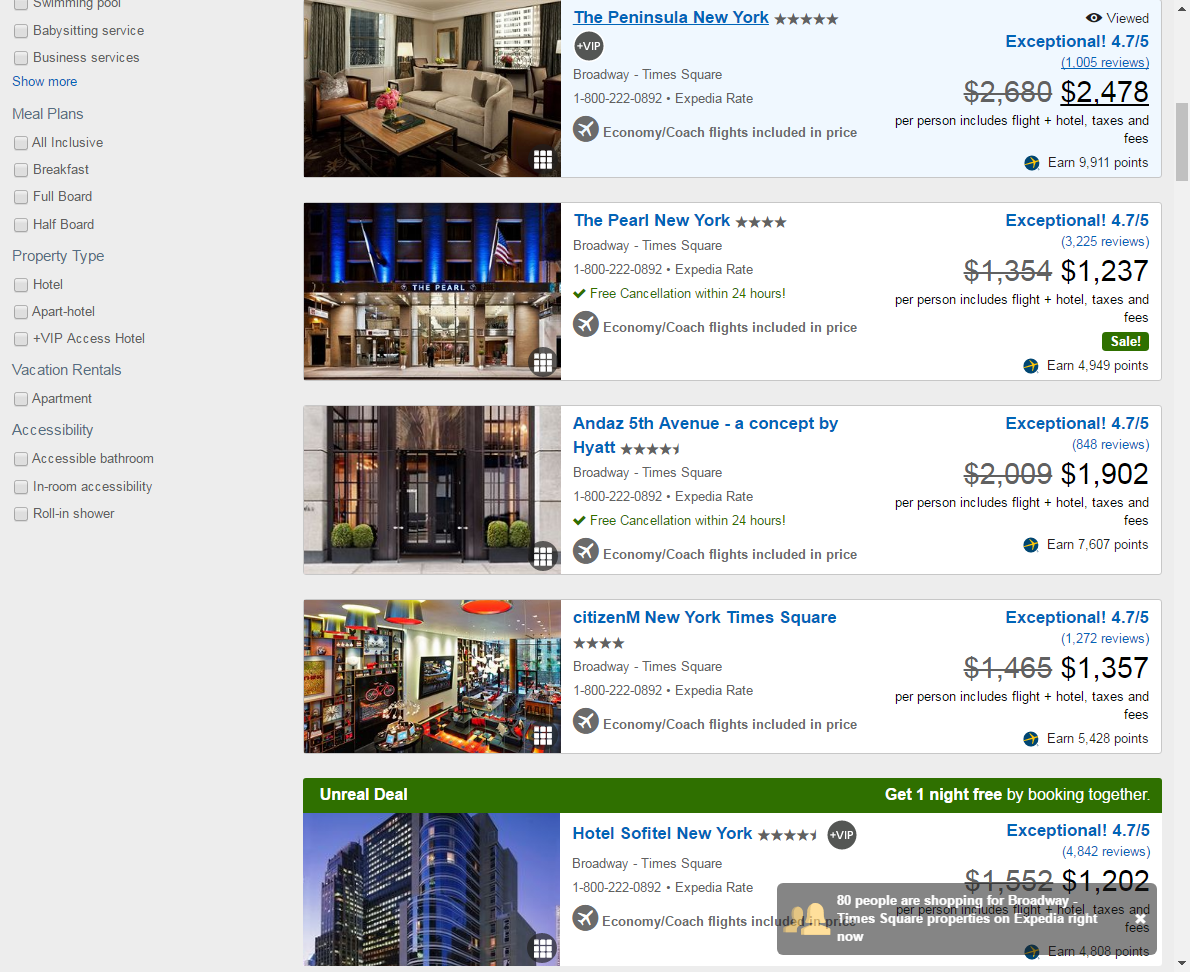 Swimming pool
Babysitting service
Business services
Show more
Meal Plans
All Inclusive
Breakfast
Full Board
Half Board
Property Type
Hotel
Apart-hotel
+VIP Access Hotel
Vacation Rentals
Apartment
Accessibility
Accessible bathroom
In-room accessibility
Roll-in shower
The Peninsula New York
+VIP
Broadway - Times Square
1-800-222-0892 • Expedia Rate
Economy/Coach flights included in price
Viewed
Exceptional! 4.7/5
(1,005 reviews)
$2,680 $2,478
per person includes flight + hotel, taxes and
fees
Earn 9,911 points
THE PEARL
The Pearl New York
Broadway - Times Square
1-800-222-0892 • Expedia Rate
Free Cancellation within 24 hours!
Economy/Coach flights included in price
Exceptional! 4.7/5
(3,225 reviews)
$1,354 $1,237
per person includes flight + hotel, taxes and
fees
Sale!
Earn 4,949 points
Andaz 5th Avenue - a concept by
Hyatt
Broadway - Times Square
1-800-222-0892 • Expedia Rate
Free Cancellation within 24 hours!
Economy/Coach flights included in price
Exceptional! 4.7/5
(848 reviews)
$2,009 $1,902
per person includes flight + hotel, taxes and
fees
Earn 7,607 points
citizenM New York Times Square
Broadway - Times Square
1-800-222-0892 • Expedia Rate
Economy/Coach flights included in price
Exceptional! 4.7/5
(1,272 reviews)
$1,465 $1,357
per person includes flight + hotel, taxes and
fees
Earn 5,428 points
Unreal Deal
Get 1 night free by booking together.
Hotel Sofitel New York
+VIP
Broadway - Times Square
1-800-222-0892 • Expedia Rate
Economy/Coach flights included in price
Exceptional! 4.7/5
(4,842 reviews)
$1,552 $1,202
per person includes flight + hotel, taxes and
fees
Earn 4,808 points
80 people are shopping for Broadway -
Times Square properties on Expedia right
now